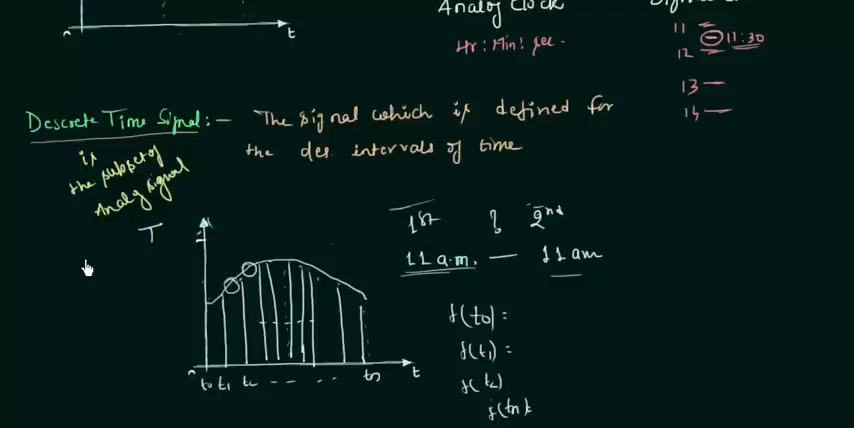 Analog Clock
Hr: Min: sec.
t
11 —
11:30
12
13 —
14 —
Descrete Time Signal:— The signal which is defined for
the des. intervals of time
is
the subset of
Analog signal
T
1st & 2nd
11 a.m. — 11 am
f(t0) =
f(t1) =
f(t2)
f(tn)
t0 t1 t2 - - - - - - tn
t